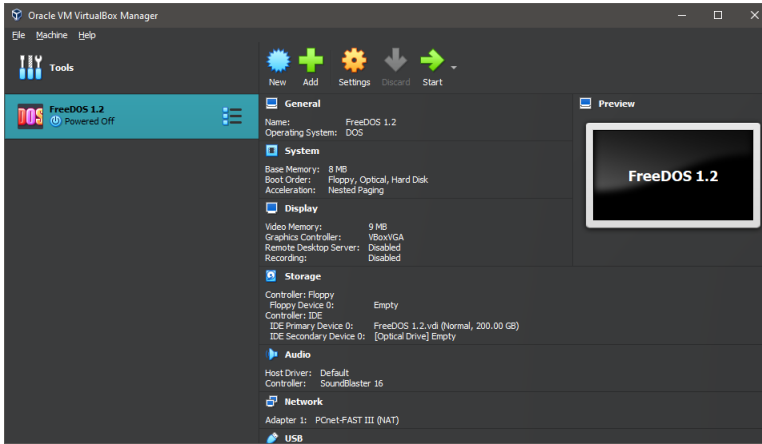 Oracle VM VirtualBox Manager
File Machine Help
Tools
New Add Settings Discard Start
DOS
FreeDOS 1.2
Powered Off
General
Name: FreeDOS 1.2
Operating System: DOS
System
Base Memory: 8 MB
Boot Order: Floppy, Optical, Hard Disk
Acceleration: Nested Paging
Display
Video Memory: 9 MB
Graphics Controller: VBoxVGA
Remote Desktop Server: Disabled
Recording: Disabled
Storage
Controller: Floppy
Floppy Device 0: Empty
Controller: IDE
IDE Primary Device 0: FreeDOS 1.2.vdi (Normal, 200.00 GB)
IDE Secondary Device 0: [Optical Drive] Empty
Audio
Host Driver: Default
Controller: SoundBlaster 16
Network
Adapter 1: PCnet-FAST III (NAT)
USB
Preview
FreeDOS 1.2